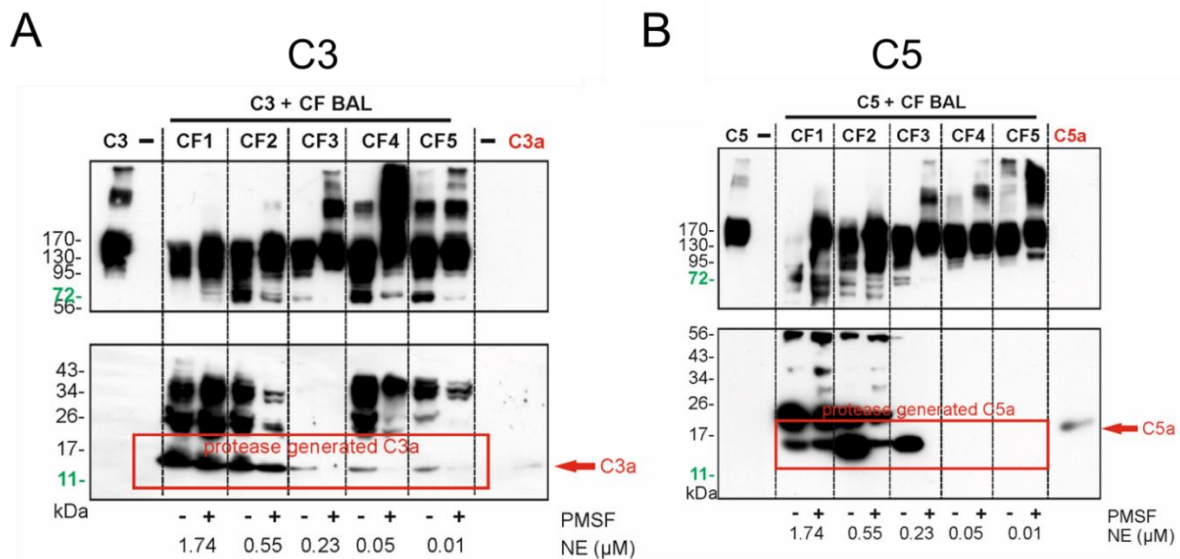 A
C3
C3 + CF BAL
C3 – CF1 CF2 CF3 CF4 CF5 – C3a
170-
130-
95-
72-
56-
43-
34-
26-
17-
11-
protease generated C3a
C3a
kDa
- + - + - + - + - + PMSF
1.74 0.55 0.23 0.05 0.01 NE (µM)
B
C5
C5 + CF BAL
C5 – CF1 CF2 CF3 CF4 CF5 C5a
170-
130-
95-
72-
56-
43-
34-
26-
17-
11-
protease generated C5a
C5a
kDa
- + - + - + - + - + PMSF
1.74 0.55 0.23 0.05 0.01 NE (µM)